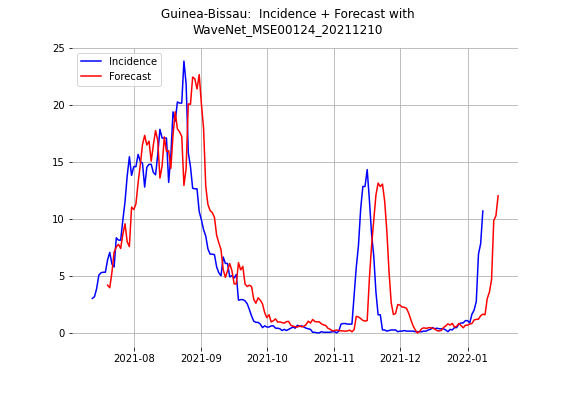 Guinea-Bissau:  Incidence + Forecast with
WaveNet_MSE00124_20211210
Incidence
Forecast
25
20
15
10
5
0
2021-08 2021-09 2021-10 2021-11 2021-12 2022-01